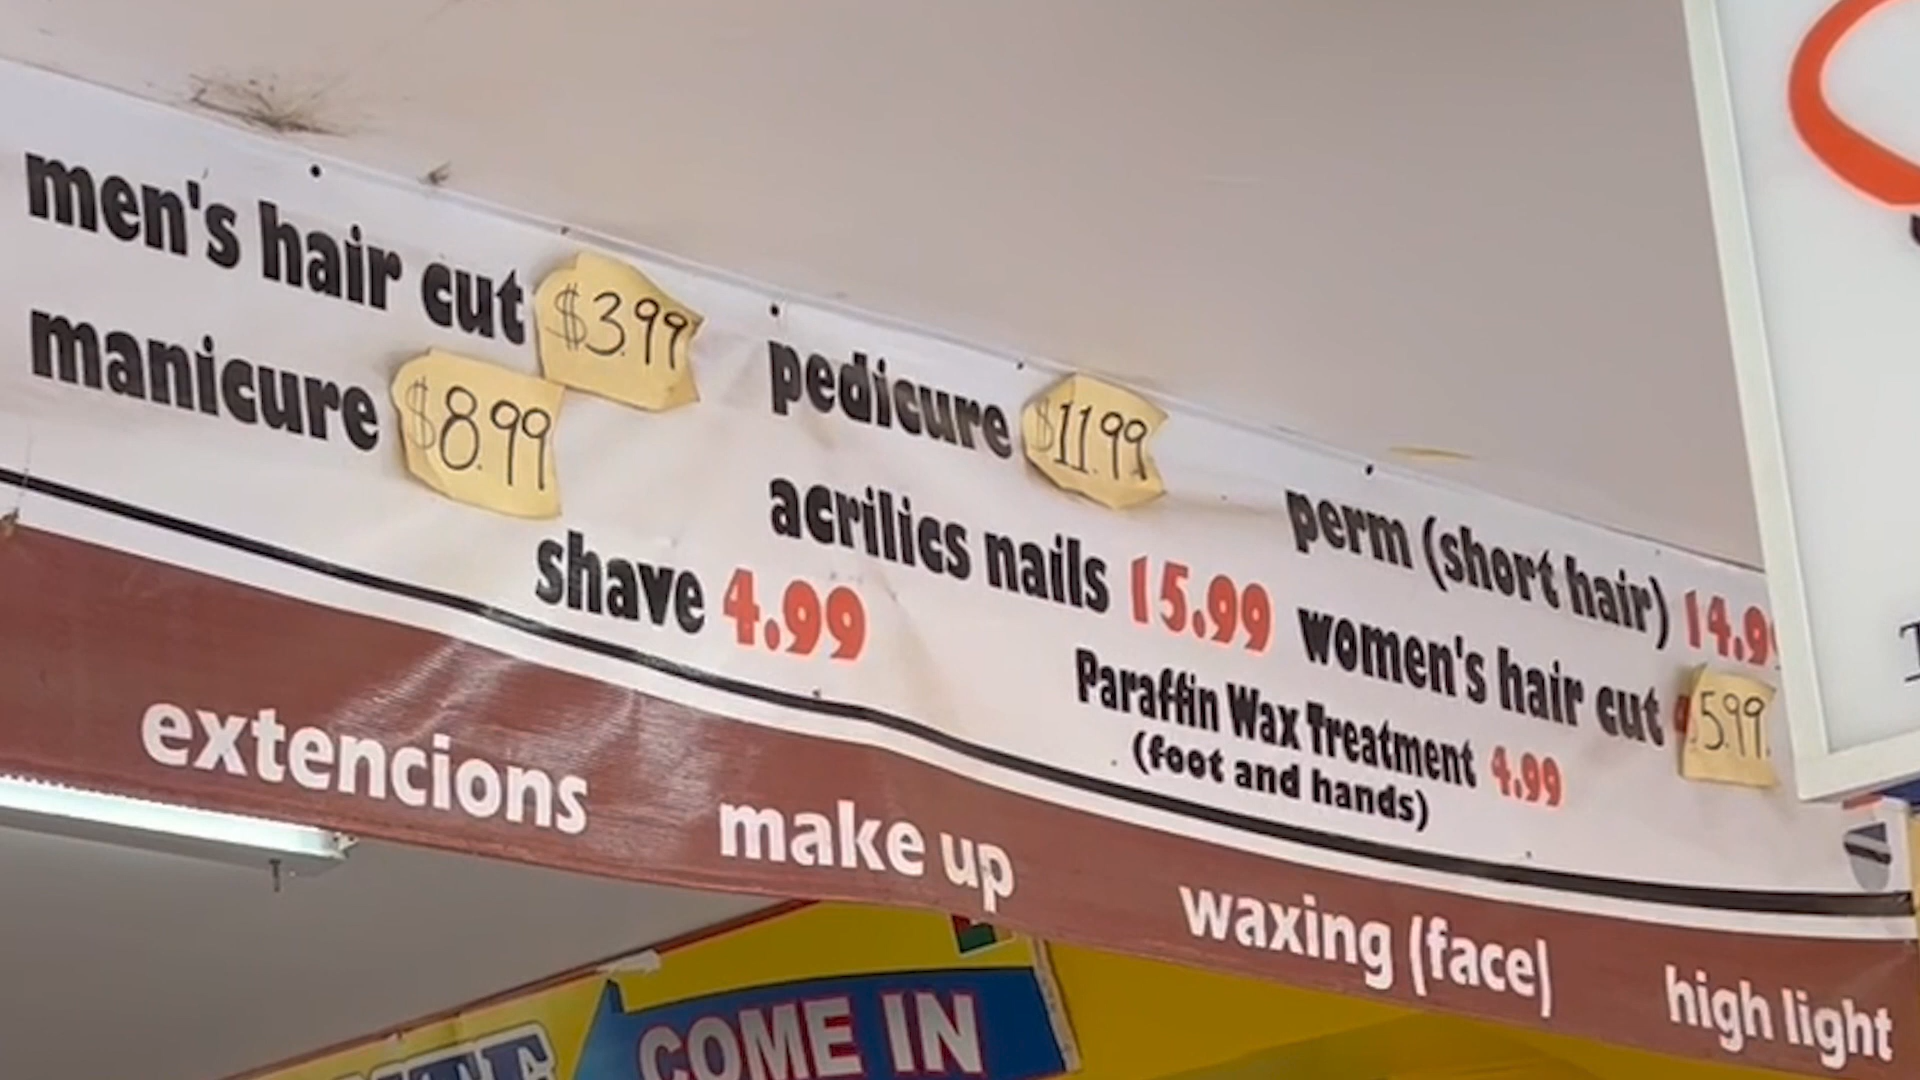 men's hair cut $3.99
manicure $8.99
shave 4.99
pedicure $11.99
acrilics nails 15.99
perm (short hair)
women's hair cut 5.99
Paraffin Wax Treatment 4.99
(foot and hands)
extencions
make up
waxing (face)
high light
COME IN